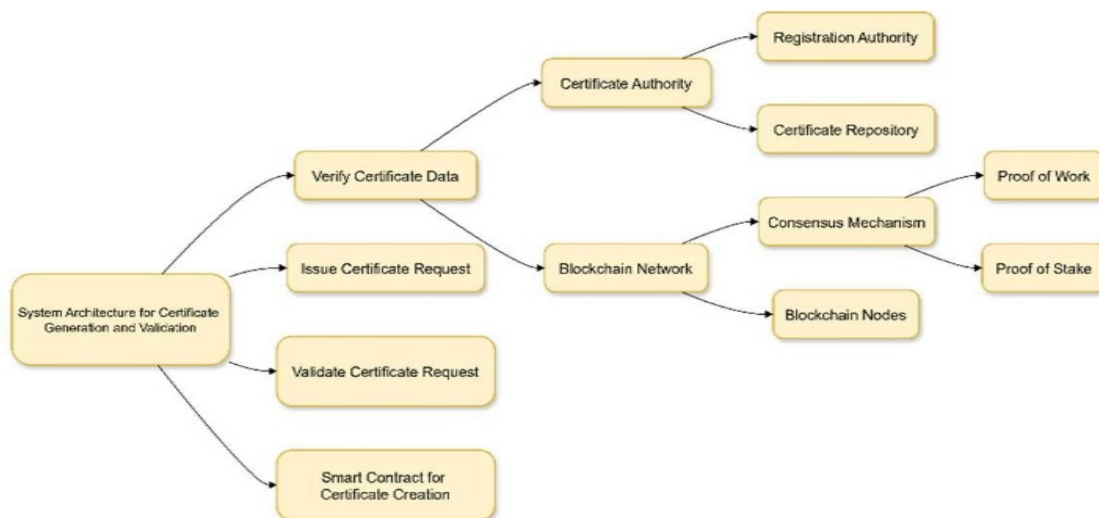 Registration Authority
Certificate Authority
Certificate Repository
Verify Certificate Data
Proof of Work
Consensus Mechanism
Issue Certificate Request
Blockchain Network
Proof of Stake
System Architecture for Certificate
Generation and Validation
Blockchain Nodes
Validate Certificate Request
Smart Contract for
Certificate Creation